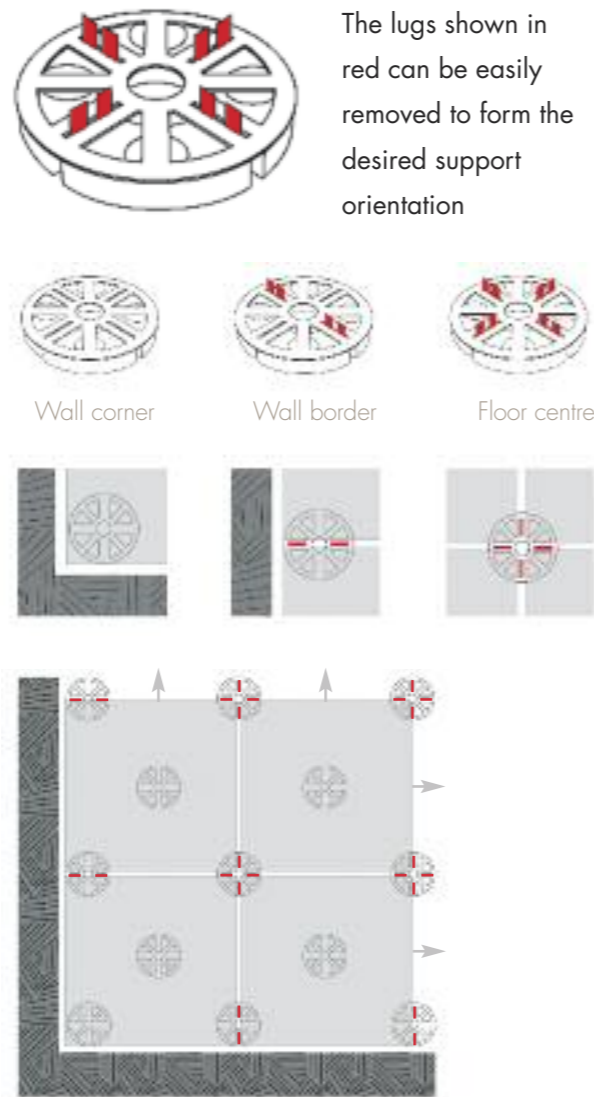 The lugs shown in
red can be easily
removed to form the
desired support
orientation
Wall corner
Wall border
Floor centre